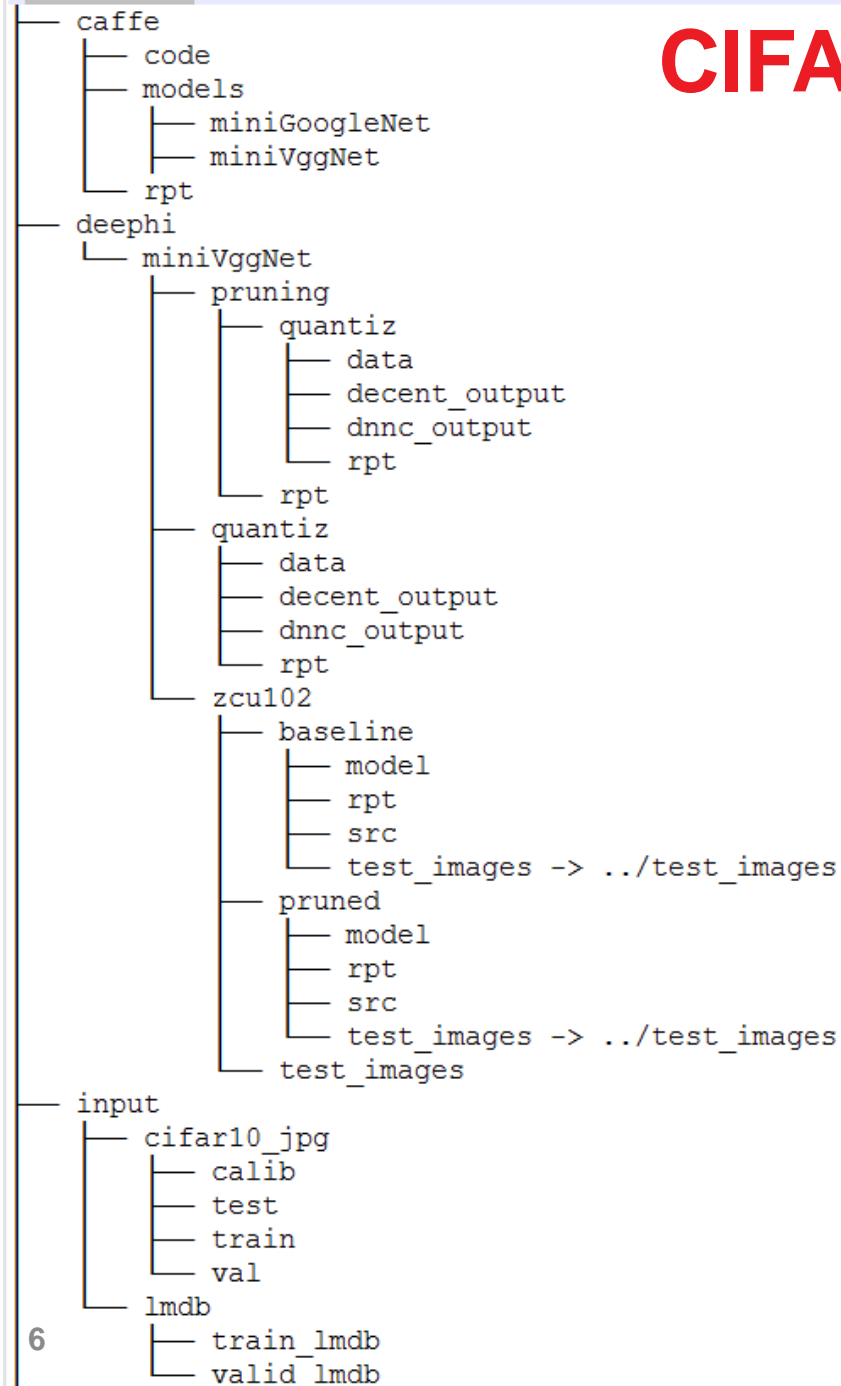 CIFA
├── caffe
│   ├── code
│   ├── models
│   │   ├── miniGoogleNet
│   │   ├── miniVggNet
│   └── rpt
├── deephi
│   └── miniVggNet
│       ├── pruning
│       │   ├── quantiz
│       │   │   ├── data
│       │   │   ├── decent_output
│       │   │   ├── dnnc_output
│       │   │   └── rpt
│       │   └── rpt
│       ├── quantiz
│       │   ├── data
│       │   ├── decent_output
│       │   ├── dnnc_output
│       │   └── rpt
│       └── zcu102
│           ├── baseline
│           │   ├── model
│           │   ├── rpt
│           │   ├── src
│           │   └── test_images -> ../test_images
│           ├── pruned
│           │   ├── model
│           │   ├── rpt
│           │   ├── src
│           │   └── test_images -> ../test_images
│           └── test_images
├── input
│   ├── cifar10_jpg
│   │   ├── calib
│   │   ├── test
│   │   ├── train
│   │   └── val
│   └── lmdb
│       ├── train_lmdb
│       └── valid_lmdb
6